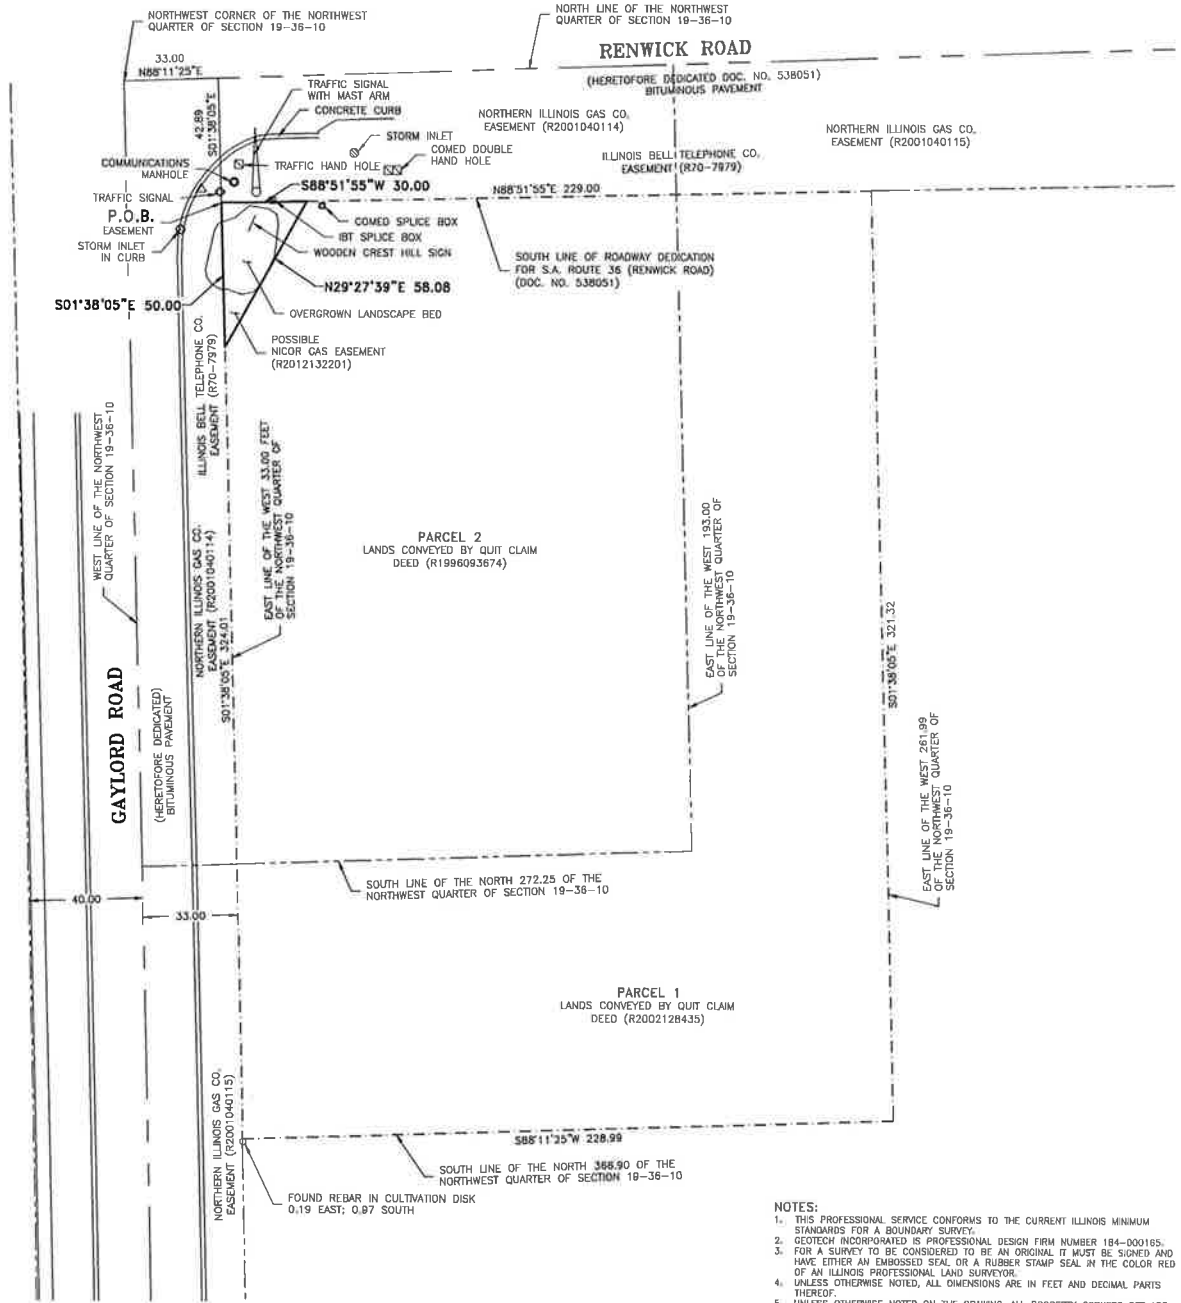 NORTHWEST CORNER OF THE NORTHWEST
QUARTER OF SECTION 19-36-10
NORTH LINE OF THE NORTHWEST
QUARTER OF SECTION 19-36-10
RENWICK ROAD
33.00
N88°11'25"E
(HERETOFORE DEDICATED DOC. NO. 538051)
BITUMINOUS PAVEMENT
TRAFFIC SIGNAL
WITH MAST ARM
CONCRETE CURB
42.89
S01°38'05"E
NORTHERN ILLINOIS GAS CO.
EASEMENT (R2001040114)
NORTHERN ILLINOIS GAS CO.
EASEMENT (R2001040115)
STORM INLET
COMED DOUBLE
HAND HOLE
ILLINOIS BELL TELEPHONE CO.
EASEMENT (R70-7979)
COMMUNICATIONS
MANHOLE
TRAFFIC HAND HOLE
S88°51'55"W 30.00
N88°51'55"E 229.00
TRAFFIC SIGNAL
P.O.B.
EASEMENT
STORM INLET
IN CURB
COMED SPLICE BOX
IBT SPLICE BOX
WOODEN CREST HILL SIGN
SOUTH LINE OF ROADWAY DEDICATION
FOR S.A. ROUTE 36 (RENWICK ROAD)
(DOC. NO. 538051)
N29°27'39"E 58.08
S01°38'05"E 50.00
OVERGROWN LANDSCAPE BED
POSSIBLE
NICOR GAS EASEMENT
(R2012132201)
ILLINOIS BELL TELEPHONE CO.
EASEMENT (R70-7979)
WEST LINE OF THE NORTHWEST
QUARTER OF SECTION 19-36-10
EAST LINE OF THE WEST 33.00 FEET
OF THE NORTHWEST QUARTER OF
SECTION 19-36-10
NORTHERN ILLINOIS GAS CO.
EASEMENT (R2001040114)
S01°38'05"E 324.01
PARCEL 2
LANDS CONVEYED BY QUIT CLAIM
DEED (R1996093674)
EAST LINE OF THE WEST 193.00
OF THE NORTHWEST QUARTER OF
SECTION 19-36-10
S01°38'05"E 321.32
GAYLORD ROAD
(HERETOFORE DEDICATED)
BITUMINOUS PAVEMENT
EAST LINE OF THE WEST 261.99
OF THE NORTHWEST QUARTER OF
SECTION 19-36-10
SOUTH LINE OF THE NORTH 272.25 OF THE
NORTHWEST QUARTER OF SECTION 19-36-10
40.00
33.00
PARCEL 1
LANDS CONVEYED BY QUIT CLAIM
DEED (R2002128435)
NORTHERN ILLINOIS GAS CO.
EASEMENT (R2001040115)
S88°11'25"W 228.99
SOUTH LINE OF THE NORTH 366.90 OF THE
NORTHWEST QUARTER OF SECTION 19-36-10
FOUND REBAR IN CULTIVATION DISK
0.19 EAST; 0.97 SOUTH
NOTES:
1. THIS PROFESSIONAL SERVICE CONFORMS TO THE CURRENT ILLINOIS MINIMUM
STANDARDS FOR A BOUNDARY SURVEY.
2. GEOTECH INCORPORATED IS PROFESSIONAL DESIGN FIRM NUMBER 184-000165.
3. FOR A SURVEY TO BE CONSIDERED TO BE AN ORIGINAL IT MUST BE SIGNED AND
HAVE EITHER AN EMBOSSED SEAL OR A RUBBER STAMP SEAL IN THE COLOR RED
OF AN ILLINOIS PROFESSIONAL LAND SURVEYOR.
4. UNLESS OTHERWISE NOTED, ALL DIMENSIONS ARE IN FEET AND DECIMAL PARTS
THEREOF.